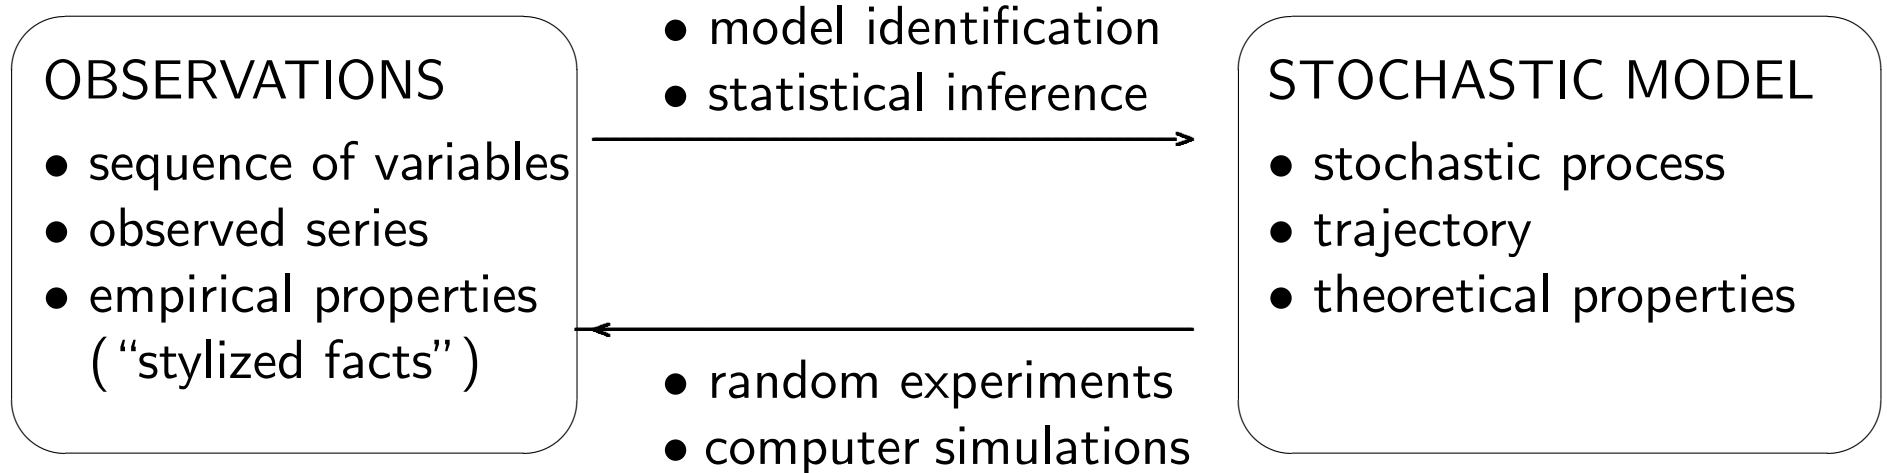 OBSERVATIONS
• sequence of variables
• observed series
• empirical properties
(“stylized facts”)
• model identification
• statistical inference
• random experiments
• computer simulations
STOCHASTIC MODEL
• stochastic process
• trajectory
• theoretical properties